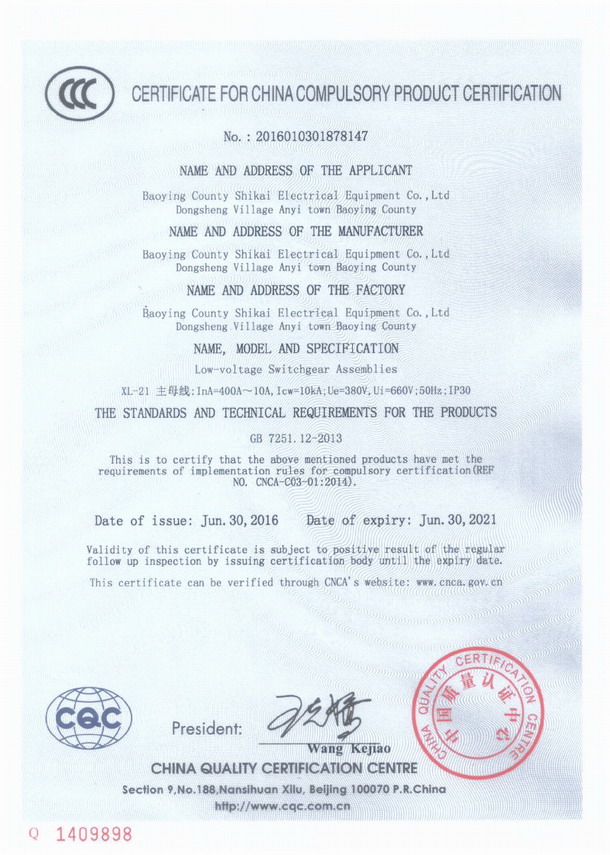 CCC
CERTIFICATE FOR CHINA COMPULSORY PRODUCT CERTIFICATION
No.: 2016010301878147
NAME AND ADDRESS OF THE APPLICANT
Baoying County Shikai Electrical Equipment Co.,Ltd
Dongsheng Village Anyi town Baoying County
NAME AND ADDRESS OF THE MANUFACTURER
Baoying County Shikai Electrical Equipment Co.,Ltd
Dongsheng Village Anyi town Baoying County
NAME AND ADDRESS OF THE FACTORY
Baoying County Shikai Electrical Equipment Co.,Ltd
Dongsheng Village Anyi town Baoying County
NAME, MODEL AND SPECIFICATION
Low-voltage Switchgear Assemblies
XL-21 主母线:InA=400A～10A,Icw=10kA;Ue=380V,Ui=660V;50Hz;IP30
THE STANDARDS AND TECHNICAL REQUIREMENTS FOR THE PRODUCTS
GB 7251.12-2013
This is to certify that the above mentioned products have met the
requirements of implementation rules for compulsory certification(REF
NO. CNCA-C03-01:2014).
Date of issue: Jun.30,2016 Date of expiry: Jun.30,2021
Validity of this certificate is subject to positive result of the regular
follow up inspection by issuing certification body until the expiry date.
This certificate can be verified through CNCA's website: www.cnca.gov.cn
CQC
President:
Wang Kejiao
CHINA QUALITY CERTIFICATION CENTRE
中国质量认证中心
CHINA QUALITY CERTIFICATION CENTRE
Section 9,No.188,Nansihuan Xilu, Beijing 100070 P.R.China
http://www.cqc.com.cn
Q 1409898